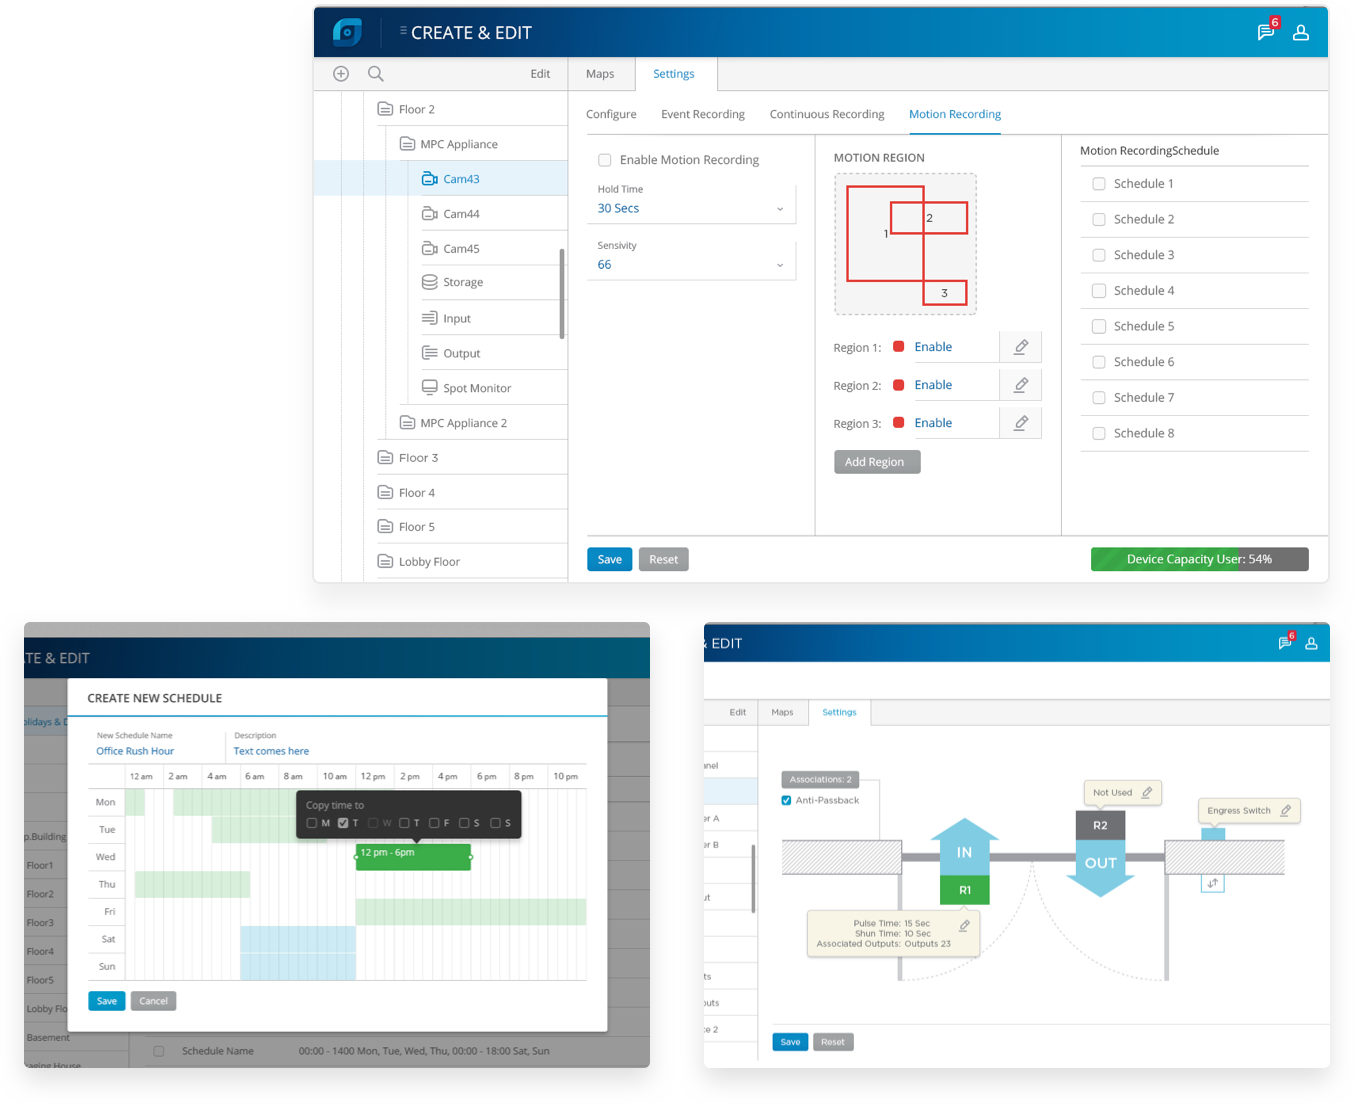 CREATE & EDIT
6
Edit
Maps
Settings
Floor 2
MPC Appliance
Cam43
Cam44
Cam45
Storage
Input
Output
Spot Monitor
MPC Appliance 2
Floor 3
Floor 4
Floor 5
Lobby Floor
Configure
Event Recording
Continuous Recording
Motion Recording
Enable Motion Recording
Hold Time
30 Secs
Sensivity
66
MOTION REGION
1
2
3
Region 1:
Enable
Region 2:
Enable
Region 3:
Enable
Add Region
Motion RecordingSchedule
Schedule 1
Schedule 2
Schedule 3
Schedule 4
Schedule 5
Schedule 6
Schedule 7
Schedule 8
Save
Reset
Device Capacity User: 54%
TE & EDIT
olidays & D
p.Building
Floor1
Floor2
Floor3
Floor4
Floor5
Lobby Flo
Basement
aging House
CREATE NEW SCHEDULE
New Schedule Name
Office Rush Hour
Description
Text comes here
12 am 2 am 4 am 6 am 8 am 10 am 12 pm 2 pm 4 pm 6 pm 8 pm 10 pm
Mon
Tue
Wed
Thu
Fri
Sat
Sun
Copy time to
M T W T F S S
12 pm - 6pm
Save
Cancel
Schedule Name
00:00 - 1400 Mon, Tue, Wed, Thu, 00:00 - 18:00 Sat, Sun
& EDIT
6
Edit
Maps
Settings
nel
er A
or B
ut
ts
outs
e 2
Associations: 2
Anti-Passback
Not Used
Engress Switch
R2
IN
OUT
R1
Pulse Time: 15 Sec
Shun Time: 10 Sec
Associated Outputs: Outputs 23
Save
Reset